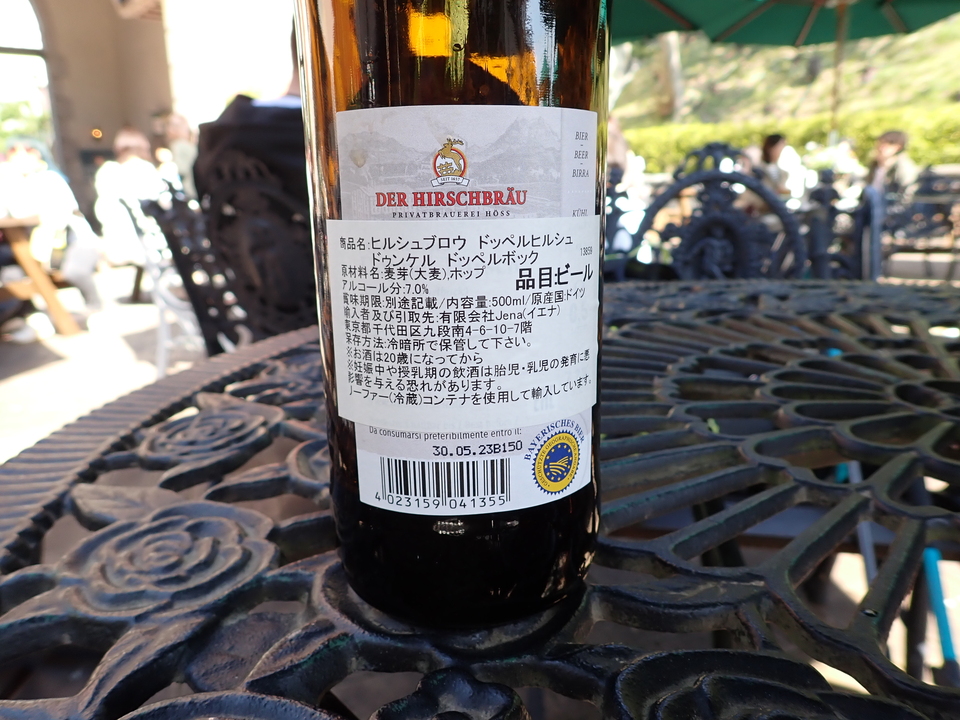 BIER
BEER
BIRRA
SEIT 1657
DER HIRSCHBRÄU
PRIVATBRAUEREI HÖSS
KÜHL
商品名:ヒルシュブロウ ドッペルヒルシュ
ドゥンケル ドッペルボック
13859
原材料名:麦芽(大麦),ホップ
品目:ビール
アルコール分:7.0%
賞味期限:別途記載/内容量:500ml/原産国:ドイツ
輸入者及び引取先:有限会社Jena(イエナ)
東京都千代田区九段南4-6-10-7階
保存方法:冷暗所で保管して下さい。
※お酒は20歳になってから
※妊娠中や授乳期の飲酒は胎児・乳児の発育に悪
影響を与える恐れがあります。
リーファー(冷蔵)コンテナを使用して輸入しています。
Da consumarsi preferibilmente entro il:
30.05.23B150
BAYERISCHES BIER
4 023159 041355